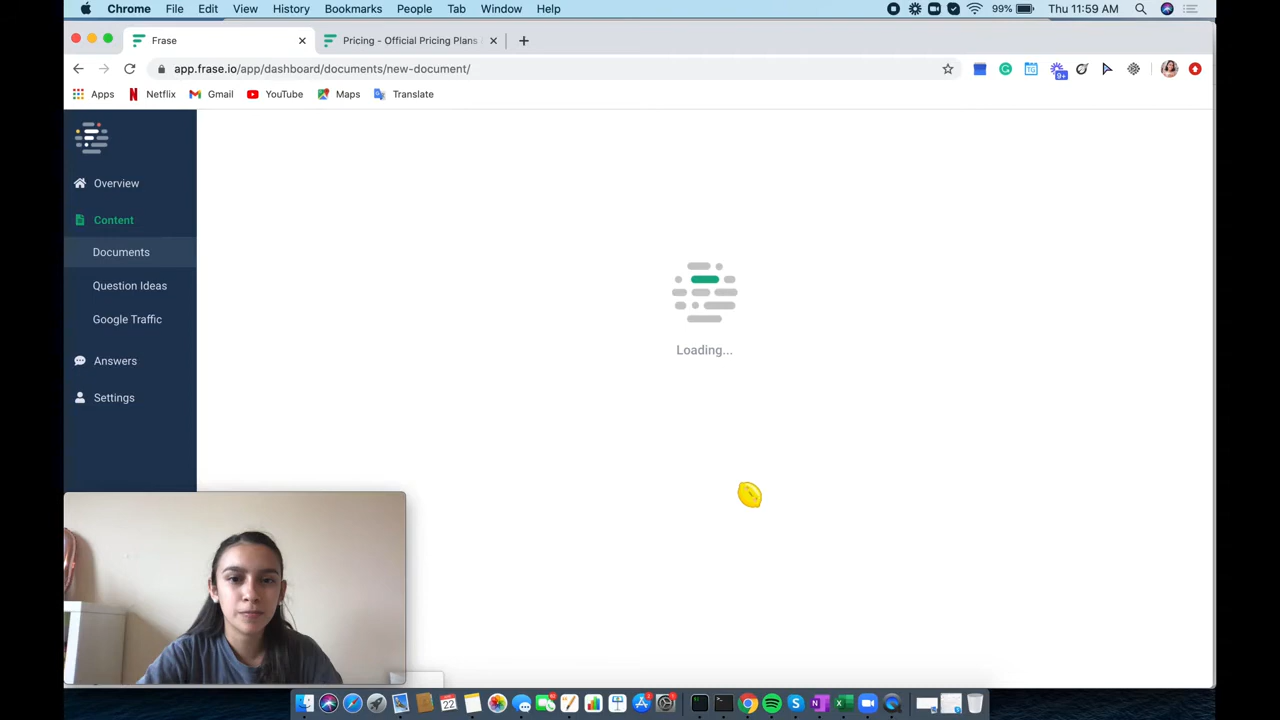 Chrome File Edit View History Bookmarks People Tab Window Help 99% Thu 11:59 AM
Frase Pricing - Official Pricing Plans
app.frase.io/app/dashboard/documents/new-document/
9+
Apps Netflix Gmail YouTube Maps Translate
Overview
Content
Documents
Question Ideas
Google Traffic
Answers
Settings
Loading...